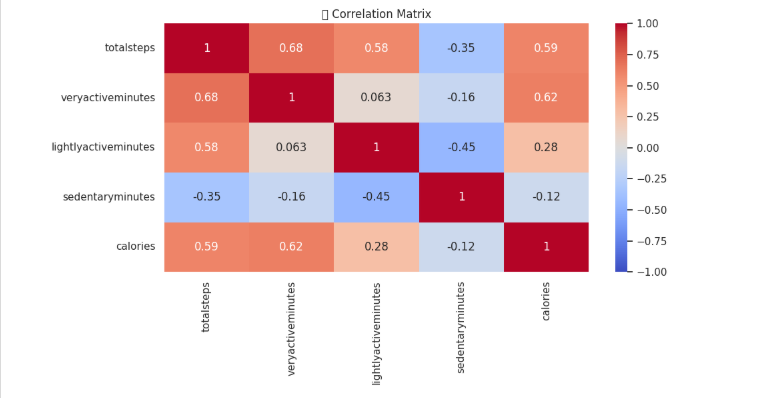 Correlation Matrix
totalsteps 1 0.68 0.58 -0.35 0.59
veryactiveminutes 0.68 1 0.063 -0.16 0.62
lightlyactiveminutes 0.58 0.063 1 -0.45 0.28
sedentaryminutes -0.35 -0.16 -0.45 1 -0.12
calories 0.59 0.62 0.28 -0.12 1
totalsteps
veryactiveminutes
lightlyactiveminutes
sedentaryminutes
calories
1.00
0.75
0.50
0.25
0.00
−0.25
−0.50
−0.75
−1.00